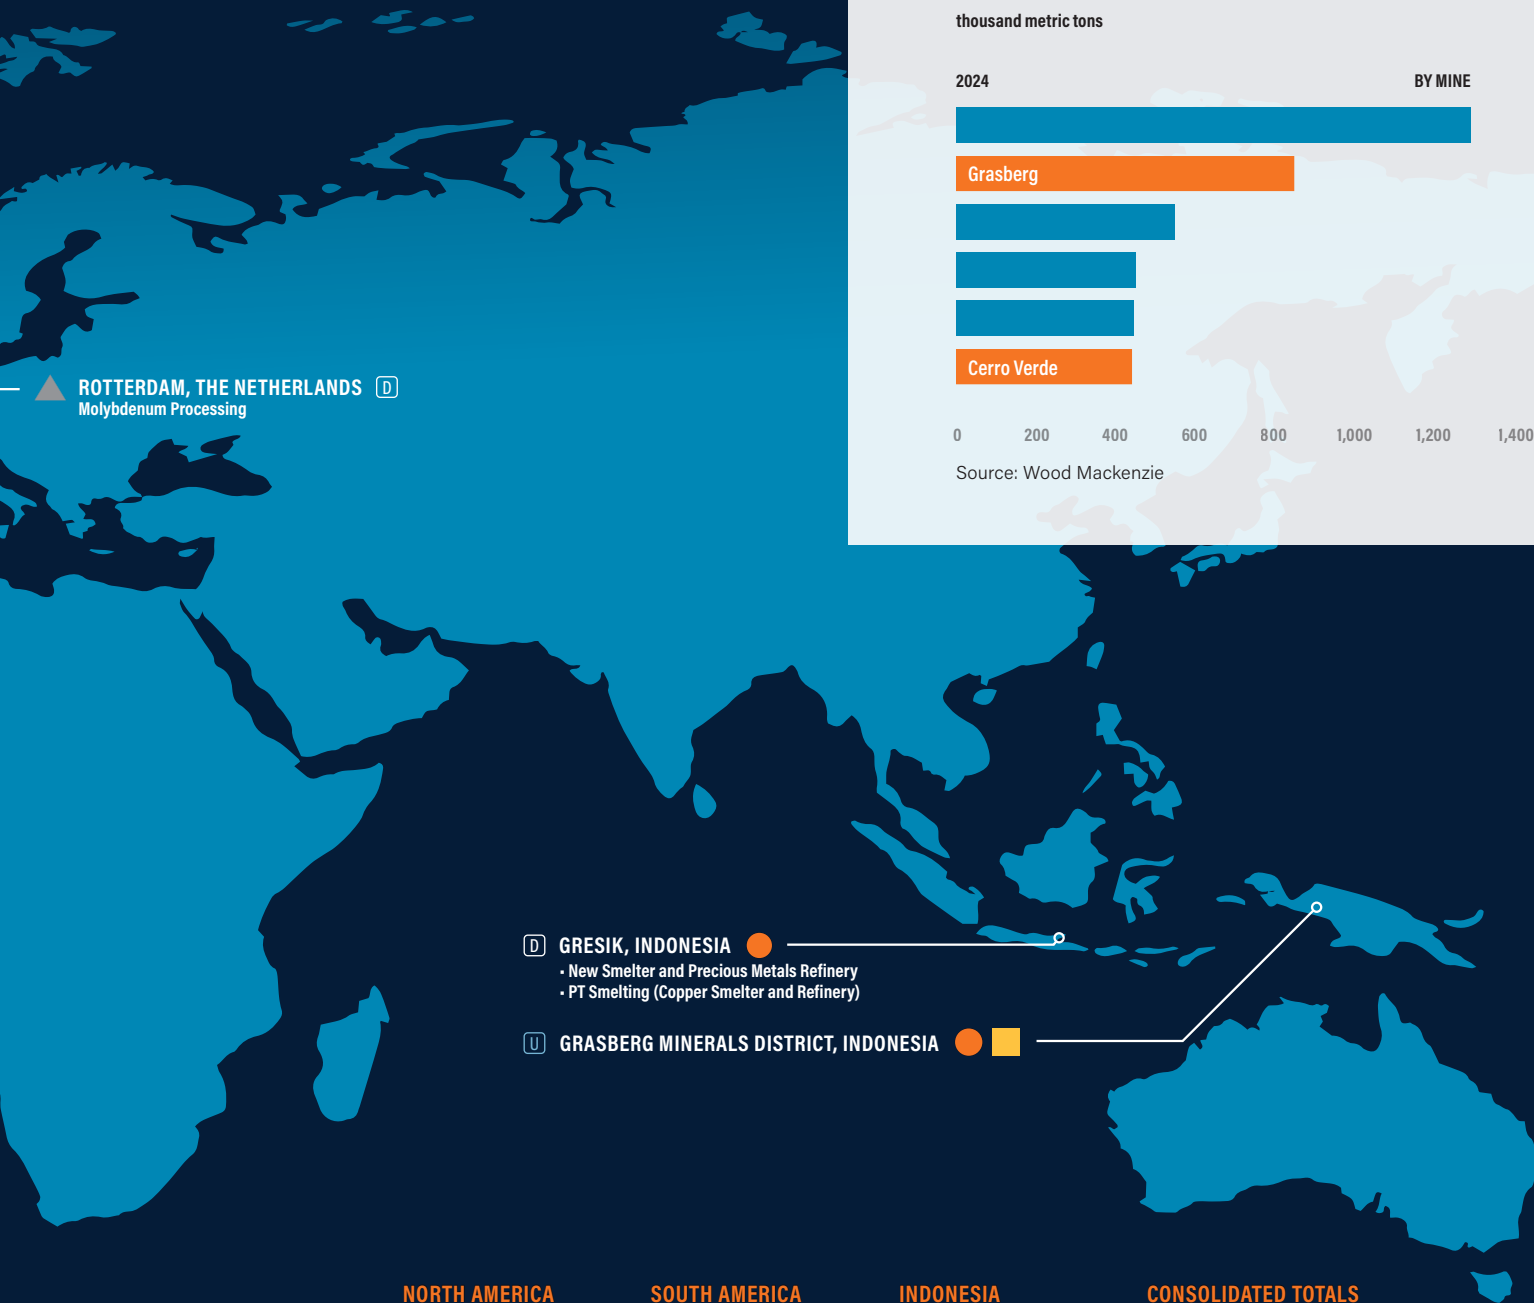 thousand metric tons
2024 BY MINE
Grasberg
Cerro Verde
0 200 400 600 800 1,000 1,200 1,400
Source: Wood Mackenzie
ROTTERDAM, THE NETHERLANDS D
Molybdenum Processing
D GRESIK, INDONESIA
• New Smelter and Precious Metals Refinery
• PT Smelting (Copper Smelter and Refinery)
U GRASBERG MINERALS DISTRICT, INDONESIA
NORTH AMERICA SOUTH AMERICA INDONESIA CONSOLIDATED TOTALS